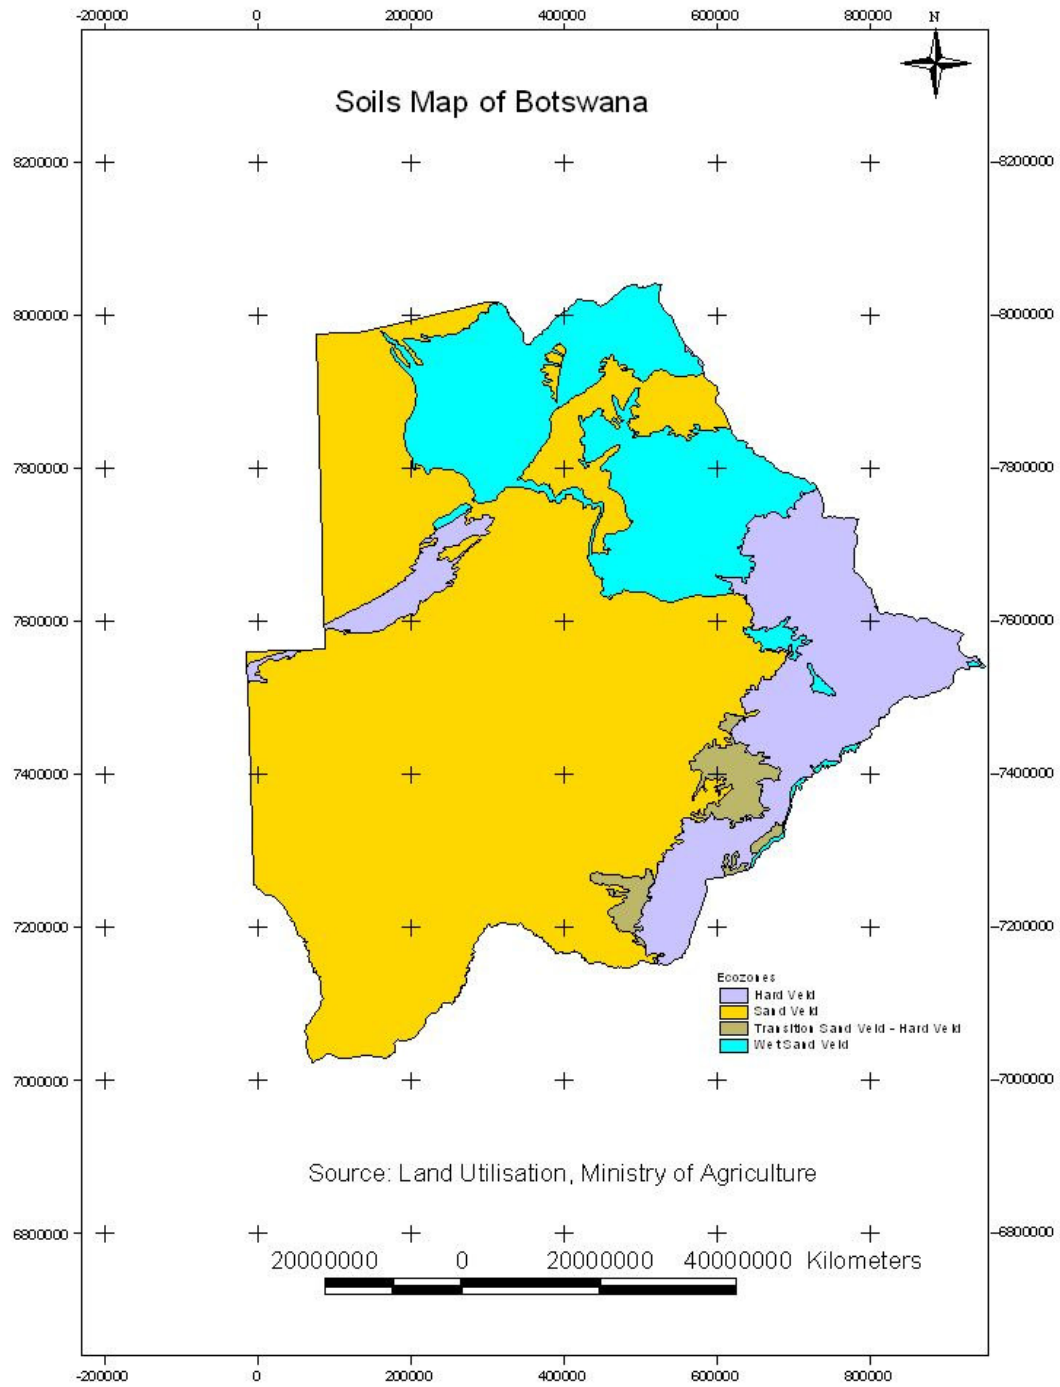 -200000 0 200000 400000 600000 800000
N
Soils Map of Botswana
8200000 8200000
8000000 8000000
7800000 7800000
7600000 7600000
7400000 7400000
7200000 7200000
Ecozones
Hard Veld
Sand Veld
Transition Sand Veld - Hard Veld
Wet Sand Veld
7000000 7000000
Source: Land Utilisation, Ministry of Agriculture
6800000 6800000
20000000 0 20000000 40000000 Kilometers
-200000 0 200000 400000 600000 800000